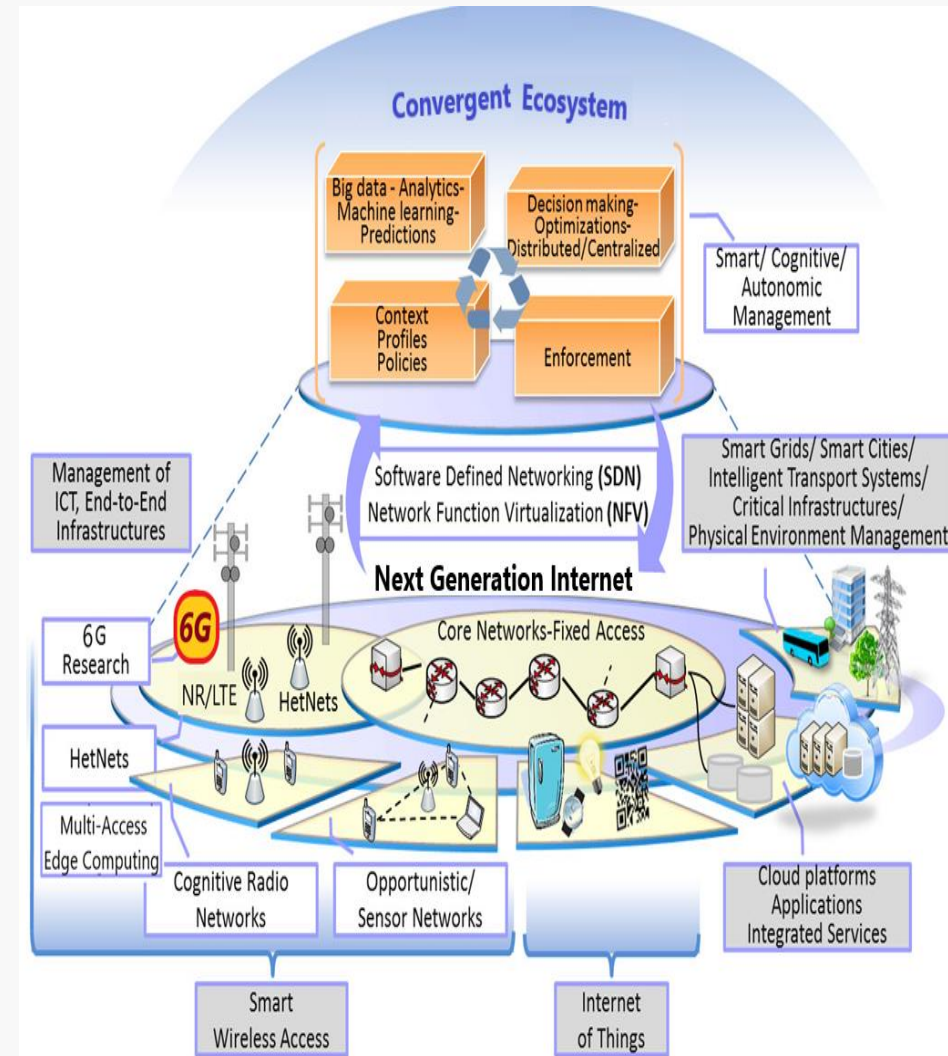 Convergent Ecosystem
Big data - Analytics-
Machine learning-
Predictions
Decision making-
Optimizations-
Distributed/Centralized
Context
Profiles
Policies
Enforcement
Smart/ Cognitive/
Autonomic
Management
Management of
ICT, End-to-End
Infrastructures
Software Defined Networking (SDN)
Network Function Virtualization (NFV)
Smart Grids/ Smart Cities/
Intelligent Transport Systems/
Critical Infrastructures/
Physical Environment Management
Next Generation Internet
6G
Research
6G
NR/LTE
HetNets
Core Networks-Fixed Access
HetNets
Multi-Access
Edge Computing
Cognitive Radio
Networks
Opportunistic/
Sensor Networks
Cloud platforms
Applications
Integrated Services
Smart
Wireless Access
Internet
of Things